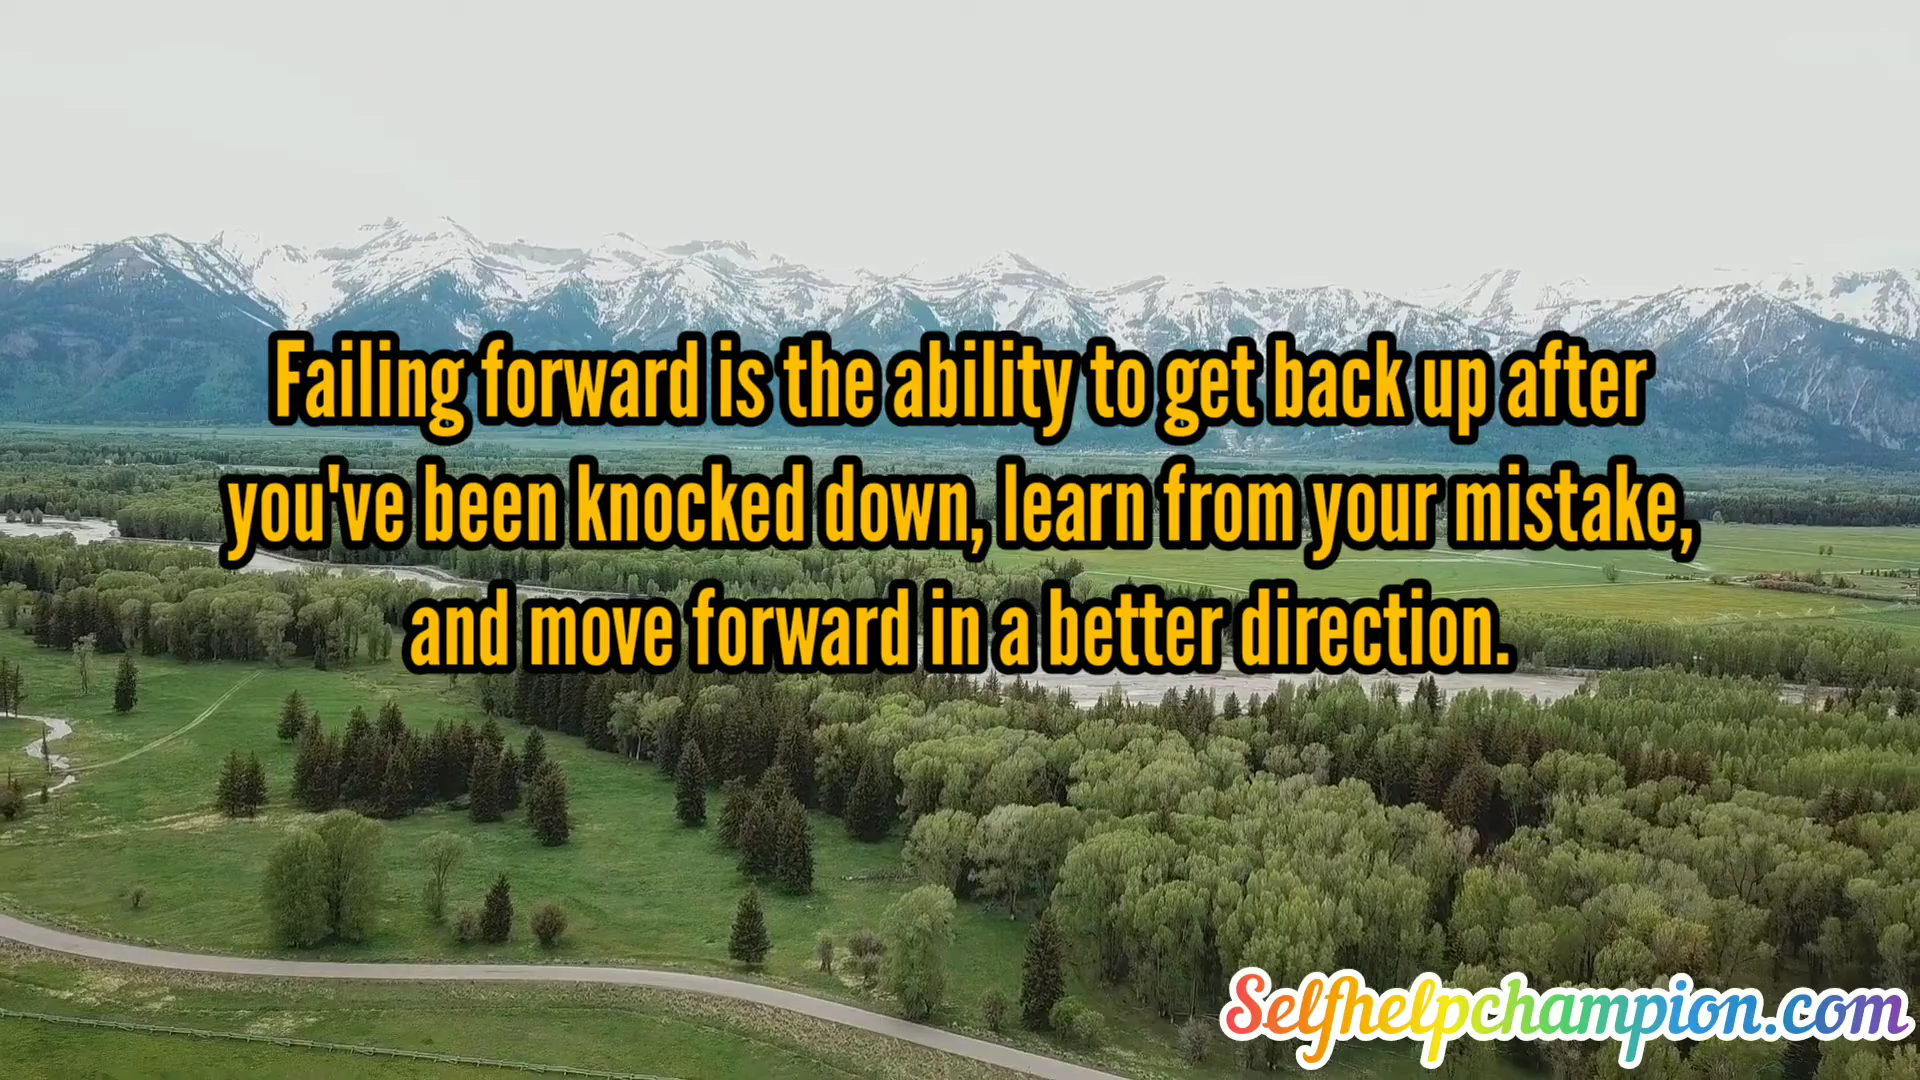 Failing forward is the ability to get back up after
you've been knocked down, learn from your mistake,
and move forward in a better direction.
Selfhelpchampion.com